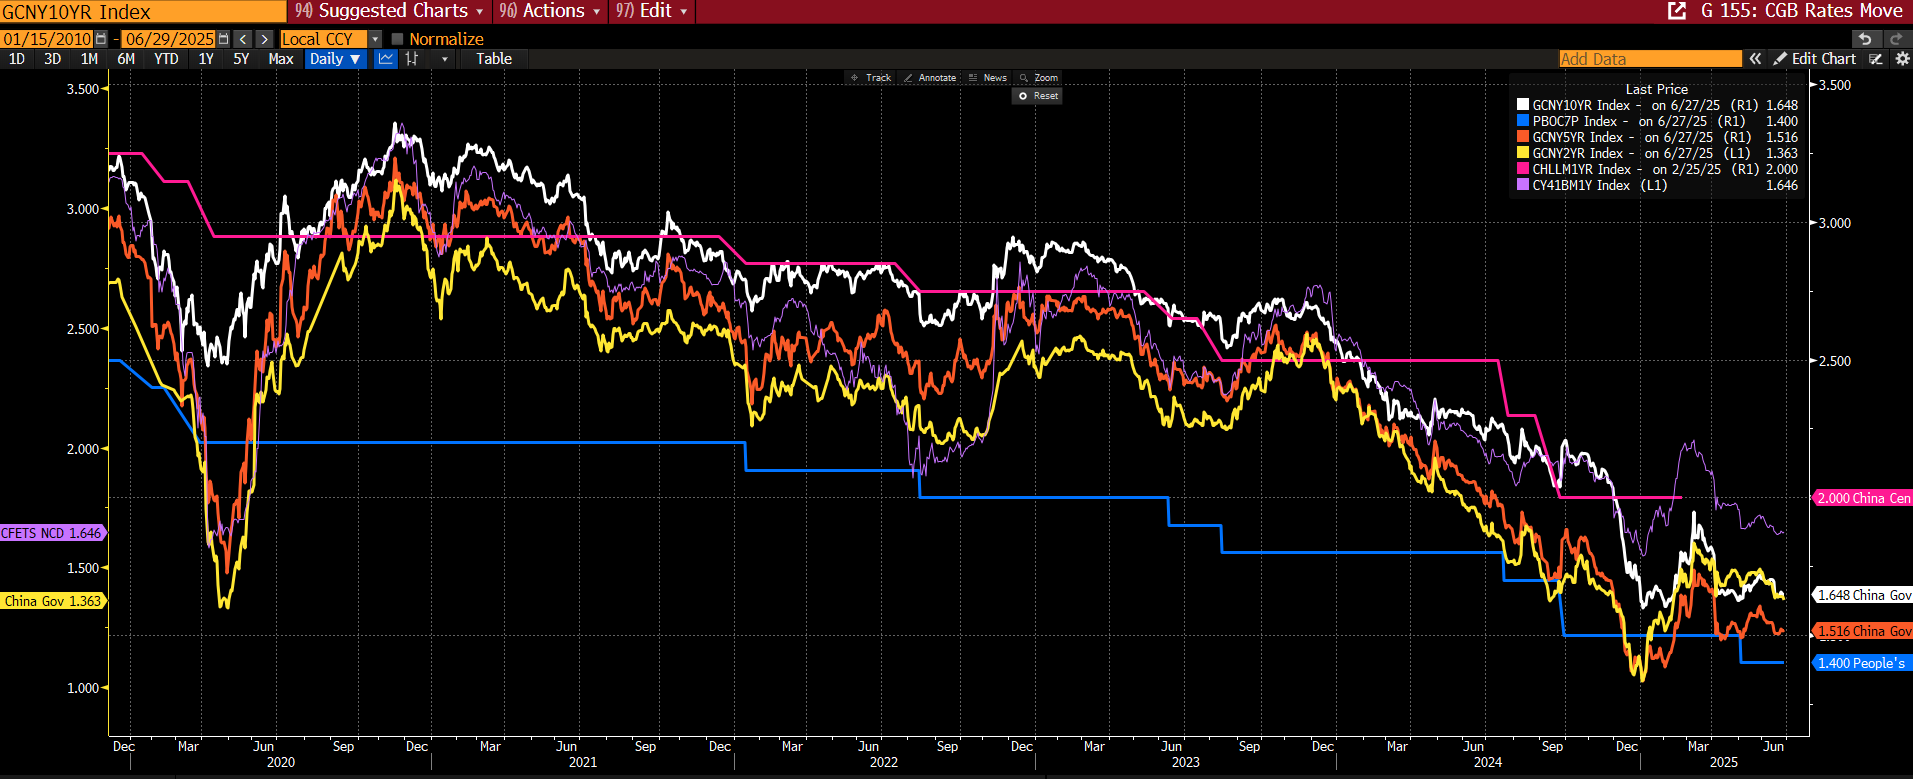 GCNY10YR Index 94) Suggested Charts 96) Actions 97) Edit G 155: CGB Rates Move
01/15/2010 - 06/29/2025 < > Local CCY Normalize
1D 3D 1M 6M YTD 1Y 5Y Max Daily ▼ Table Add Data « Edit Chart
Track Annotate News Zoom
Reset
Last Price
GCNY10YR Index - on 6/27/25 (R1) 1.648
PBOC7P Index - on 6/27/25 (R1) 1.400
GCNY5YR Index - on 6/27/25 (R1) 1.516
GCNY2YR Index - on 6/27/25 (L1) 1.363
CHLLM1YR Index - on 2/25/25 (R1) 2.000
CY41BM1Y Index (L1) 1.646
3.500
3.000
2.500
2.000
CFETS NCD 1.646
1.500
China Gov 1.363
1.000
3.500
3.000
2.500
2.000 China Cen
1.648 China Gov
1.516 China Gov
1.400 People's
Dec Mar Jun Sep Dec Mar Jun Sep Dec Mar Jun Sep Dec Mar Jun Sep Dec Mar Jun Sep Dec Mar Jun
2020 2021 2022 2023 2024 2025